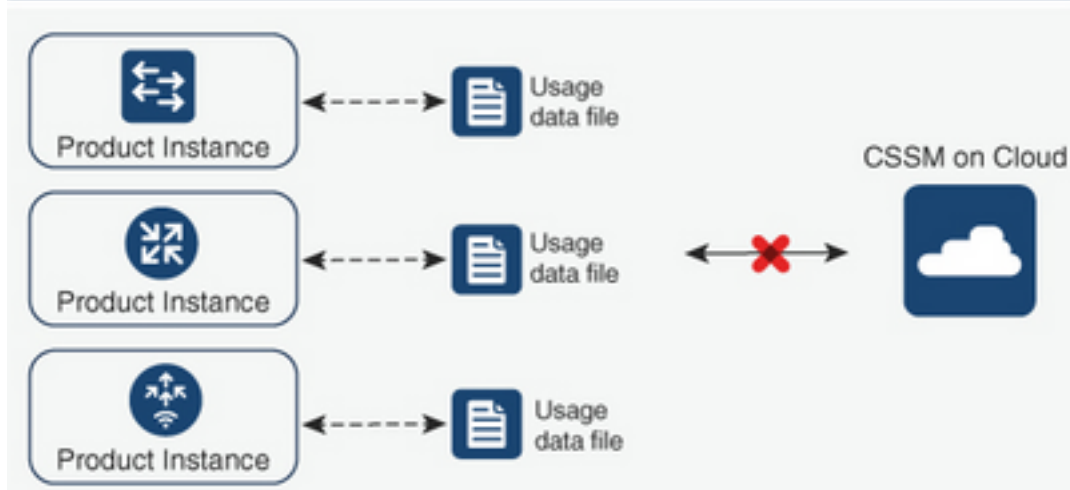 Product Instance
Usage
data file
CSSM on Cloud
Product Instance
Usage
data file
Product Instance
Usage
data file